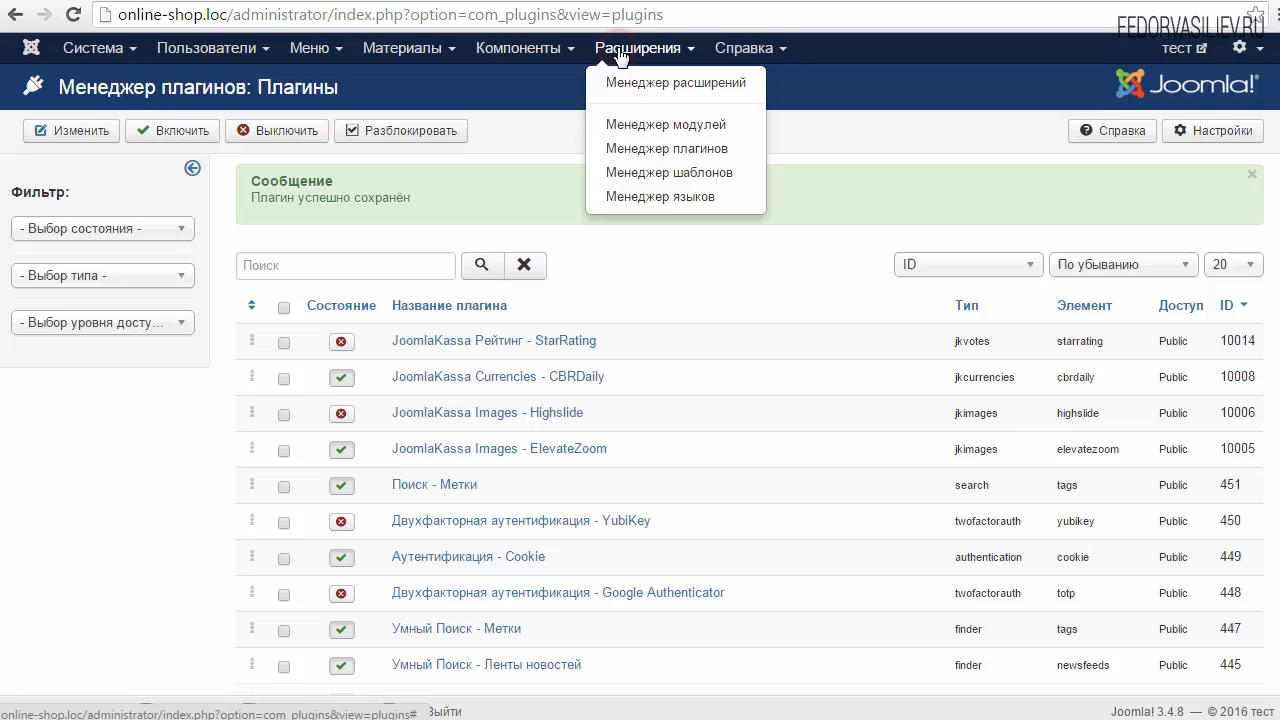 online-shop.loc/administrator/index.php?option=com_plugins&view=plugins
FEDORVASILIEV.RU
Система Пользователи Меню Материалы Компоненты Расширения Справка тест
Менеджер плагинов: Плагины
Joomla!®
Менеджер расширений
Менеджер модулей
Менеджер плагинов
Менеджер шаблонов
Менеджер языков
Изменить Включить Выключить Разблокировать Справка Настройки
Фильтр:
- Выбор состояния -
- Выбор типа -
- Выбор уровня досту...
Сообщение
Плагин успешно сохранён
Поиск ID По убыванию 20
Состояние Название плагина Тип Элемент Доступ ID
JoomlaKassa Рейтинг - StarRating jkvotes starrating Public 10014
JoomlaKassa Currencies - CBRDaily jkcurrencies cbrdaily Public 10008
JoomlaKassa Images - Highslide jkimages highslide Public 10006
JoomlaKassa Images - ElevateZoom jkimages elevatezoom Public 10005
Поиск - Метки search tags Public 451
Двухфакторная аутентификация - YubiKey twofactorauth yubikey Public 450
Аутентификация - Cookie authentication cookie Public 449
Двухфакторная аутентификация - Google Authenticator twofactorauth totp Public 448
Умный Поиск - Метки finder tags Public 447
Умный Поиск - Ленты новостей finder newsfeeds Public 445
online-shop.loc/administrator/index.php?option=com_plugins&view=plugins# Выйти Joomla! 3.4.8 — © 2016 тест